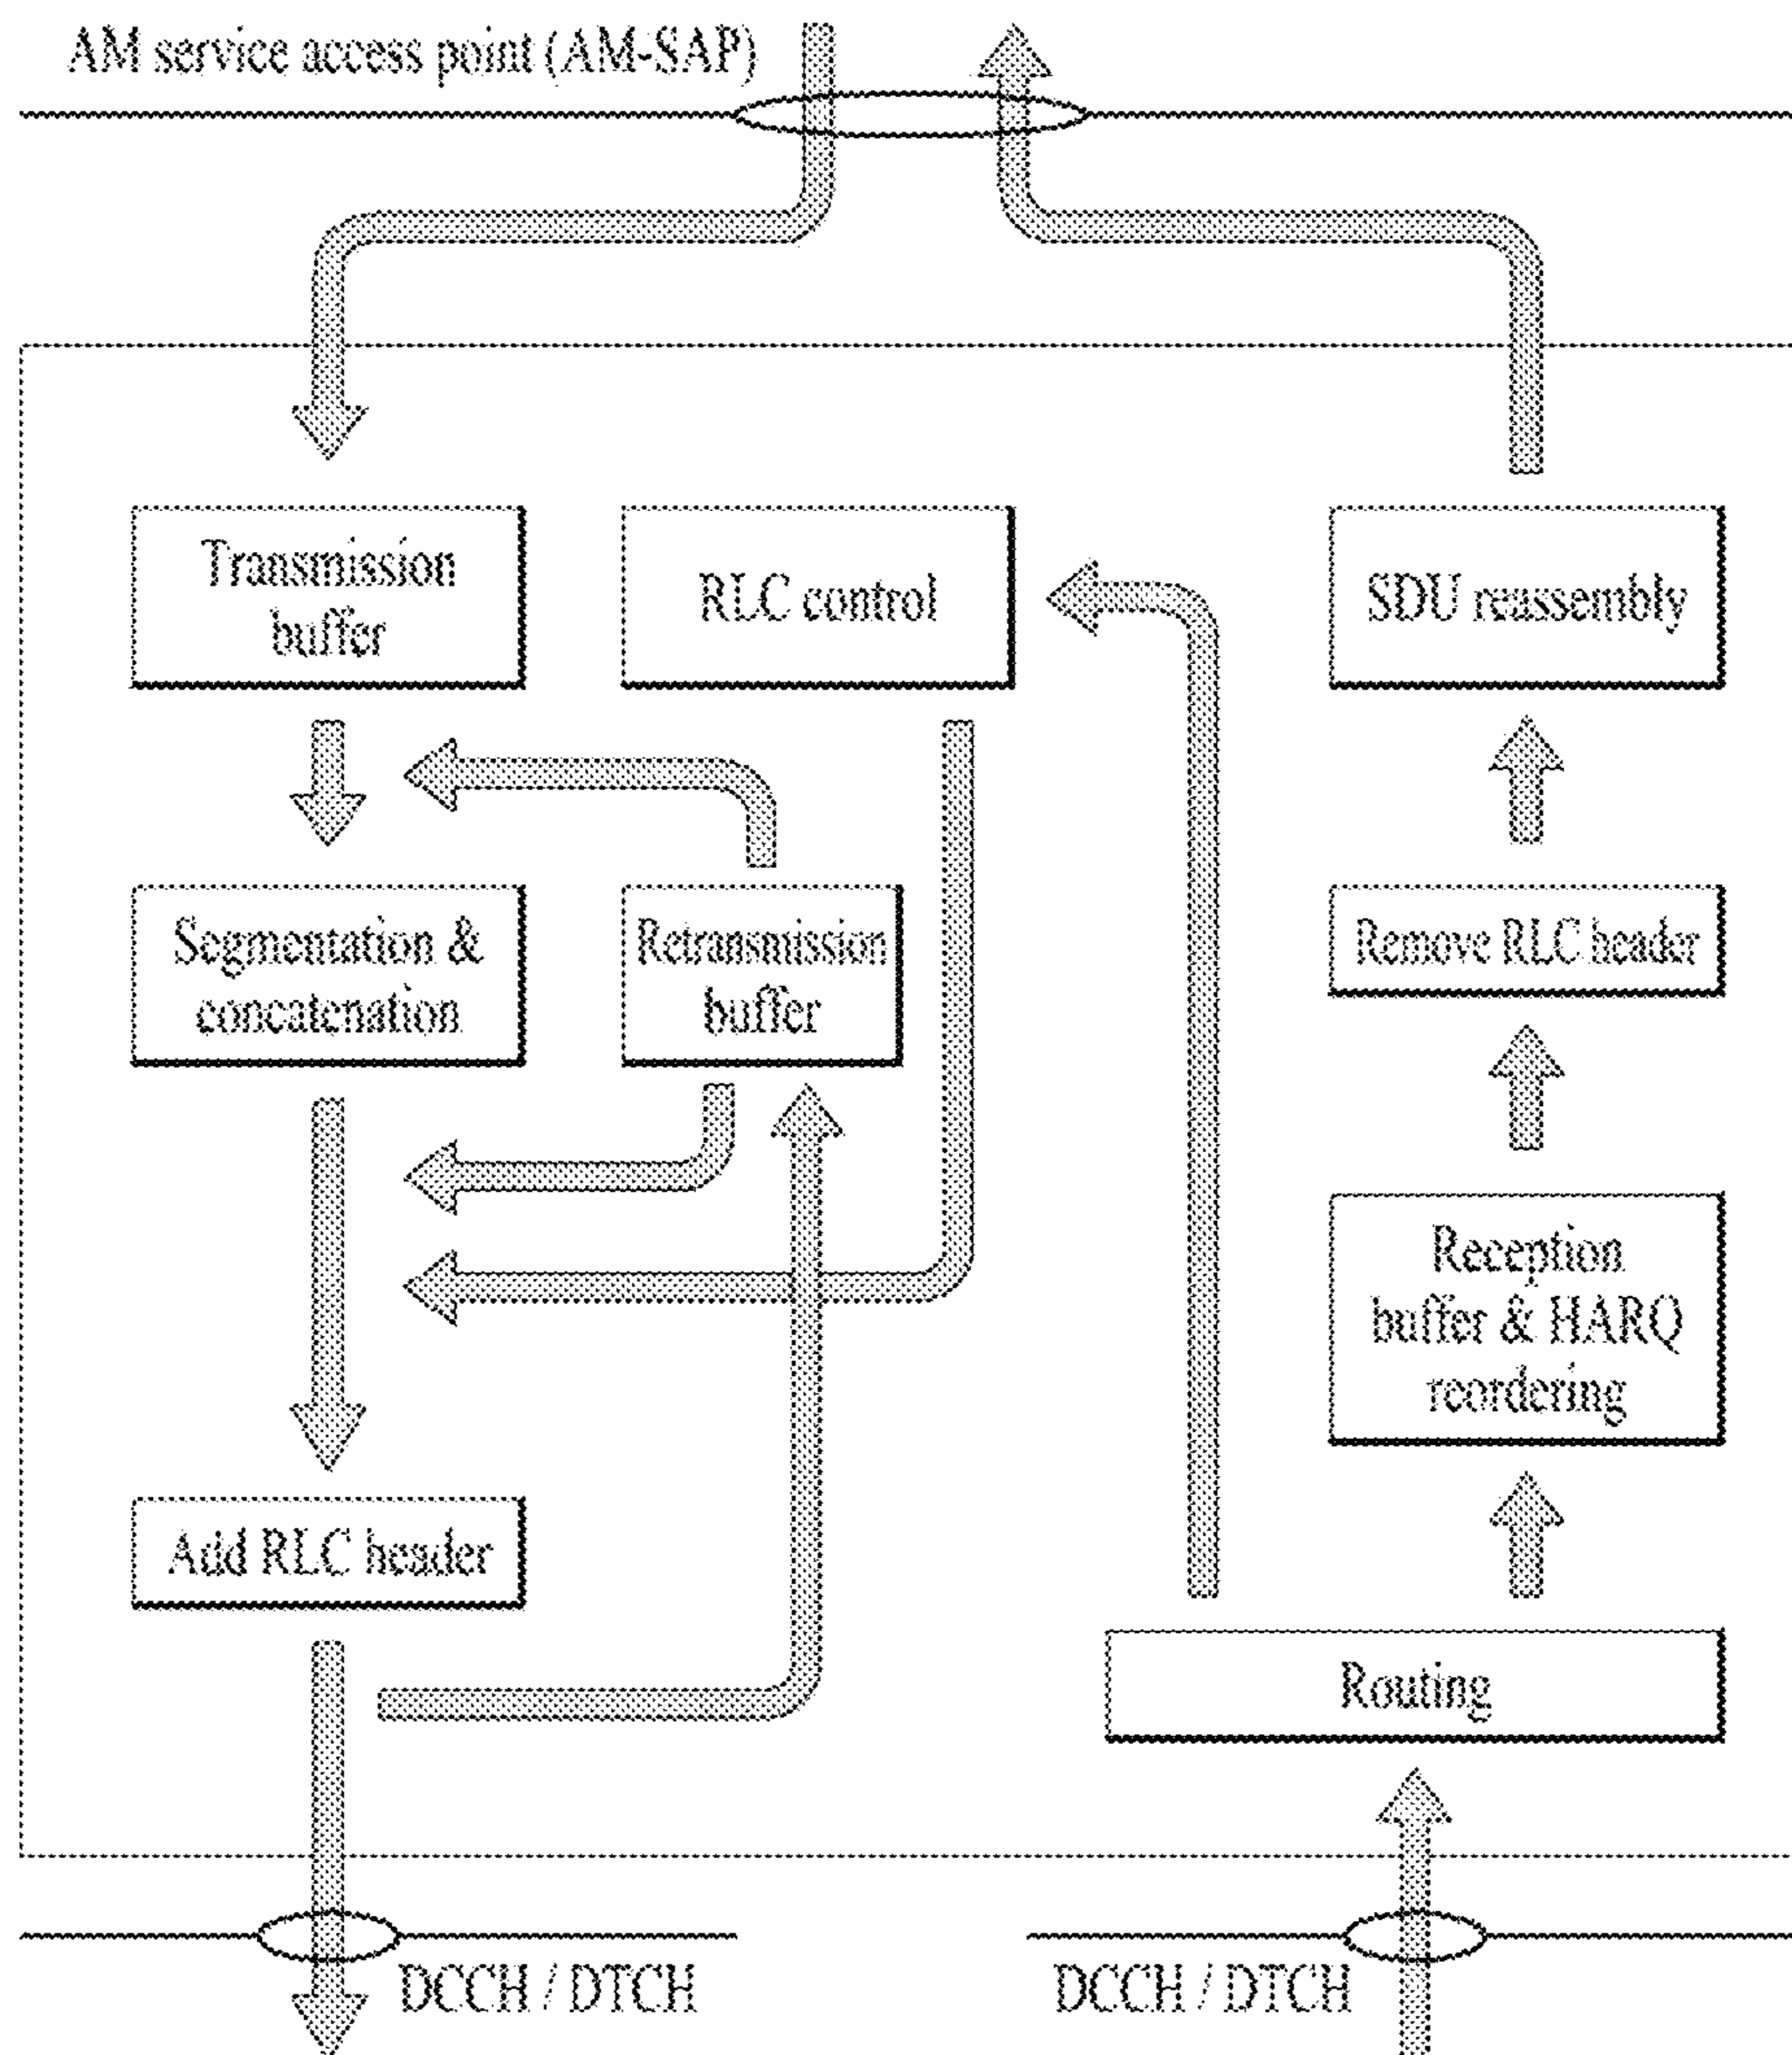 AM service access point (AM-SAP)
Transmission
buffer
RLC control
SDU reassembly
Segmentation &
concatenation
Retransmission
buffer
Remove RLC header
Reception
buffer & HARQ
reordering
Add RLC header
Routing
DCCH / DTCH
DCCH / DTCH